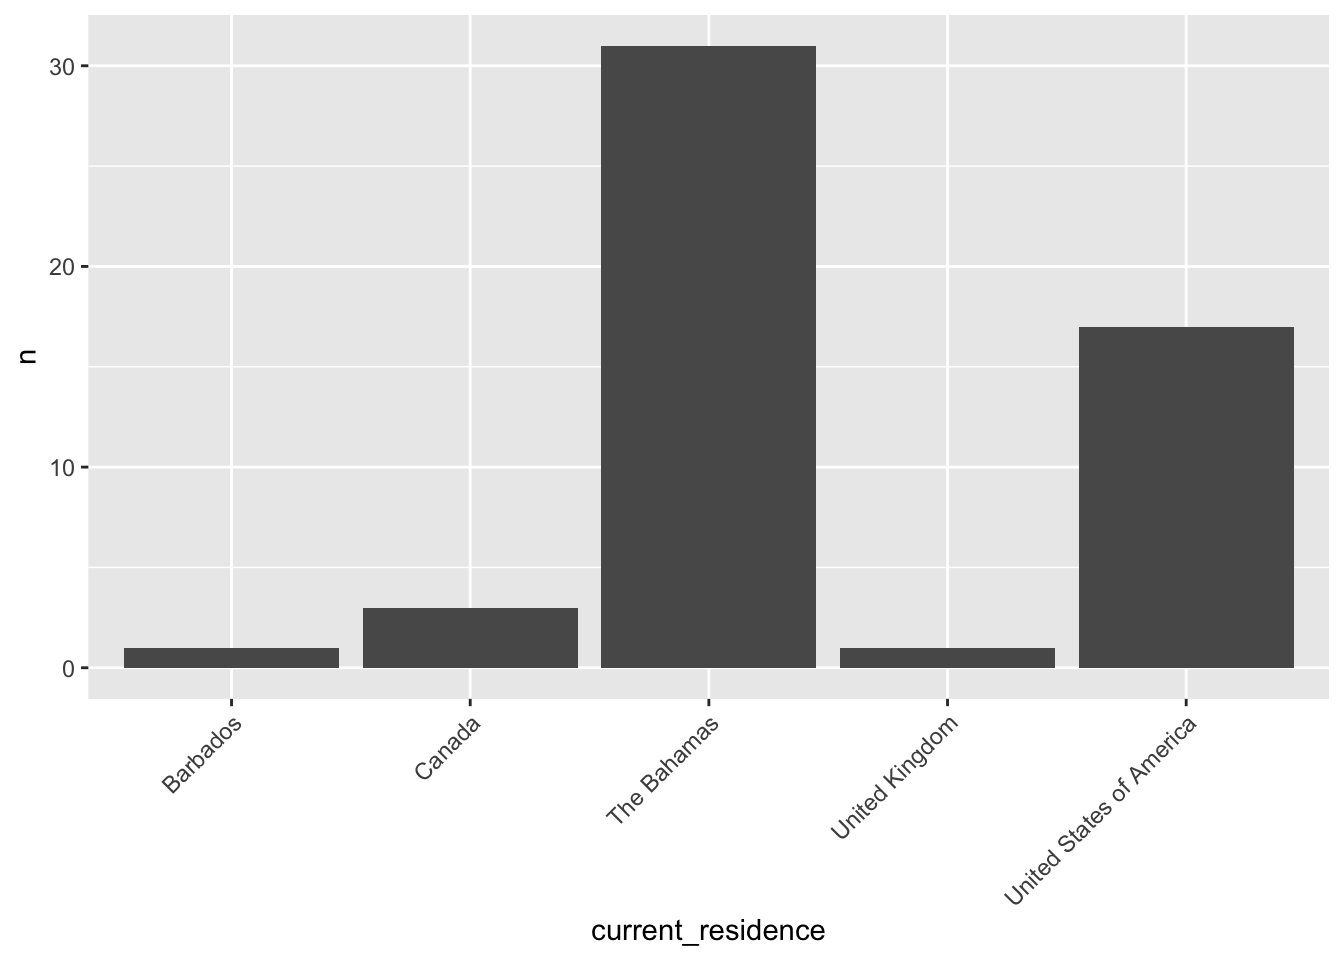 30
20
10
0
n
Barbados
Canada
The Bahamas
United Kingdom
United States of America
current_residence